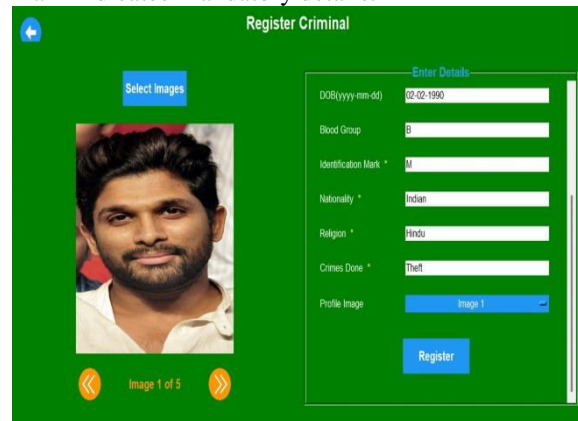 Register Criminal
Select Images
Image 1 of 5
Enter Details
DOB(yyyy-mm-dd) 02-02-1990
Blood Group B
Identification Mark * M
Nationality * Indian
Religion * Hindu
Crimes Done * Theft
Profile Image Image 1
Register